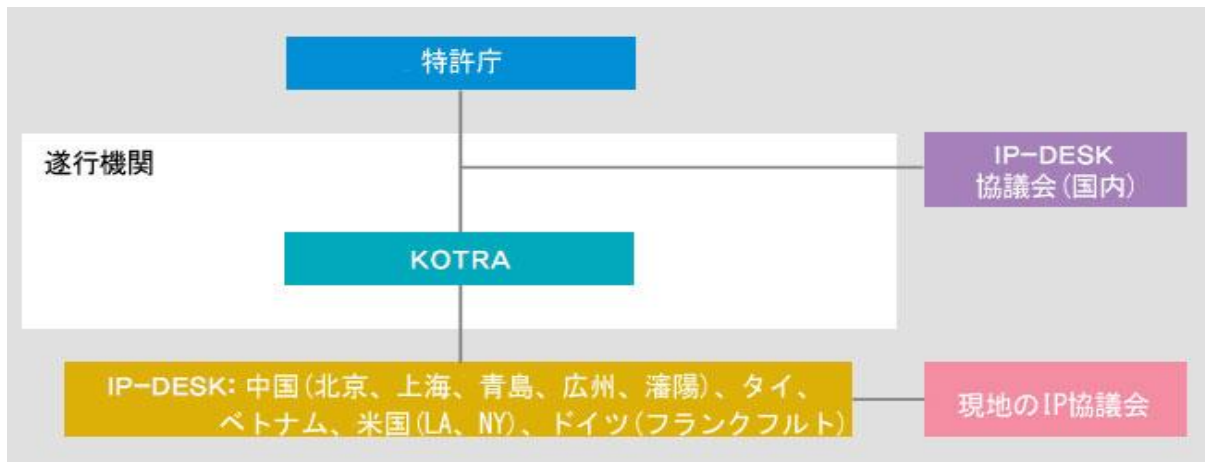 特許庁
遂行機関
IP-DESK
協議会(国内)
KOTRA
IP-DESK: 中国(北京、上海、青島、広州、瀋陽)、タイ、
ベトナム、米国(LA、NY)、ドイツ(フランクフルト)
現地のIP協議会